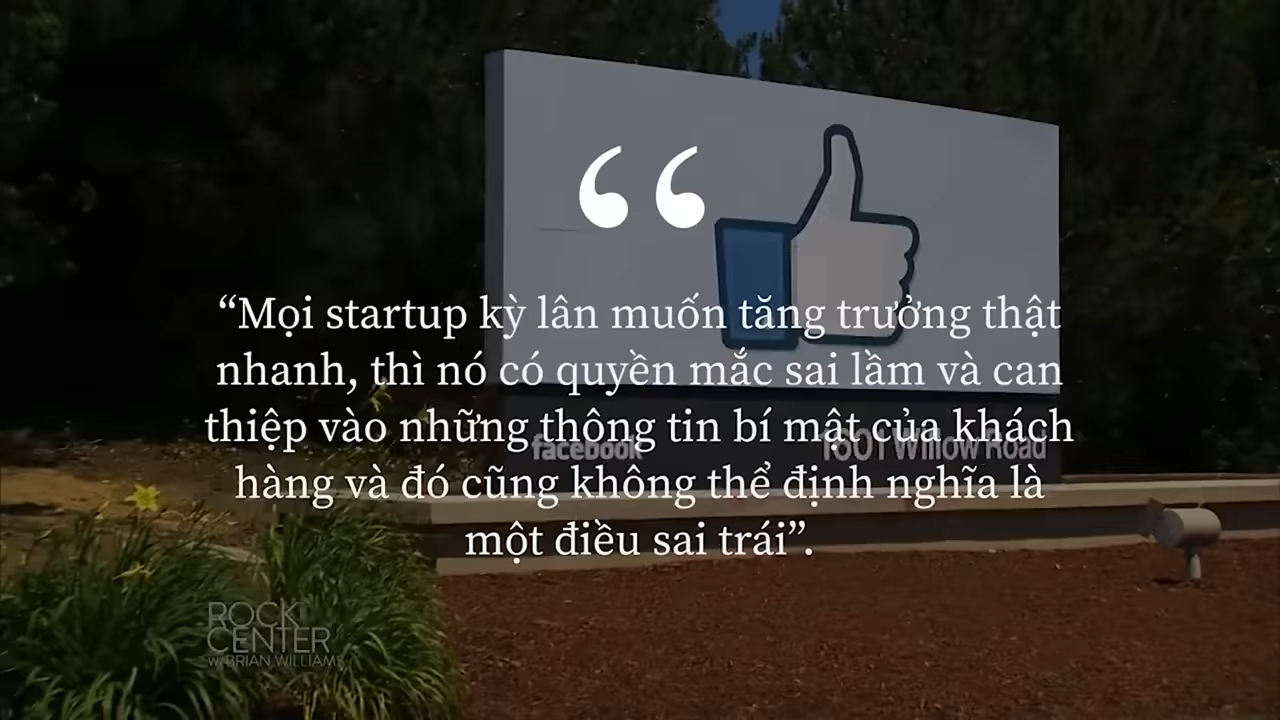 “
“Mọi startup kỳ lân muốn tăng trưởng thật
nhanh, thì nó có quyền mắc sai lầm và can
thiệp vào những thông tin bí mật của khách
hàng và đó cũng không thể định nghĩa là
một điều sai trái”.
facebook
1601 Willow Road
ROCK
CENTER
W/ BRIAN WILLIAMS